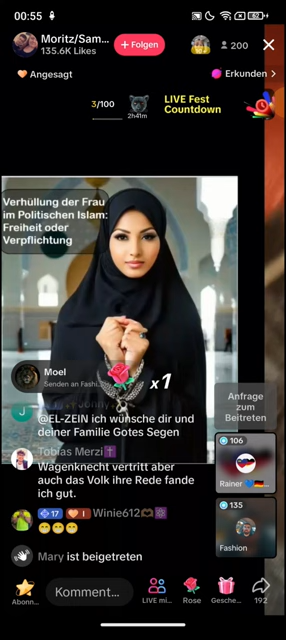 00:55
Moritz/Sam...
135.6K Likes
+ Folgen
200
Angesagt
Erkunden >
3/100
2h41m
LIVE Fest
Countdown
Verhüllung der Frau
im Politischen Islam:
Freiheit oder
Verpflichtung
Moel
Senden an Fashi...
x1
@EL-ZEIN ich wünsche dir und
deiner Familie Gotes Segen
Tobias Merzi
Wagenknecht vertritt aber
auch das Volk ihre Rede fande
ich gut.
17 I Winie612
Mary ist beigetreten
Anfrage
zum
Beitreten
106
Rainer
135
Fashion
Abonn...
Kommentar...
LIVE mi...
Rose
Gesche...
192